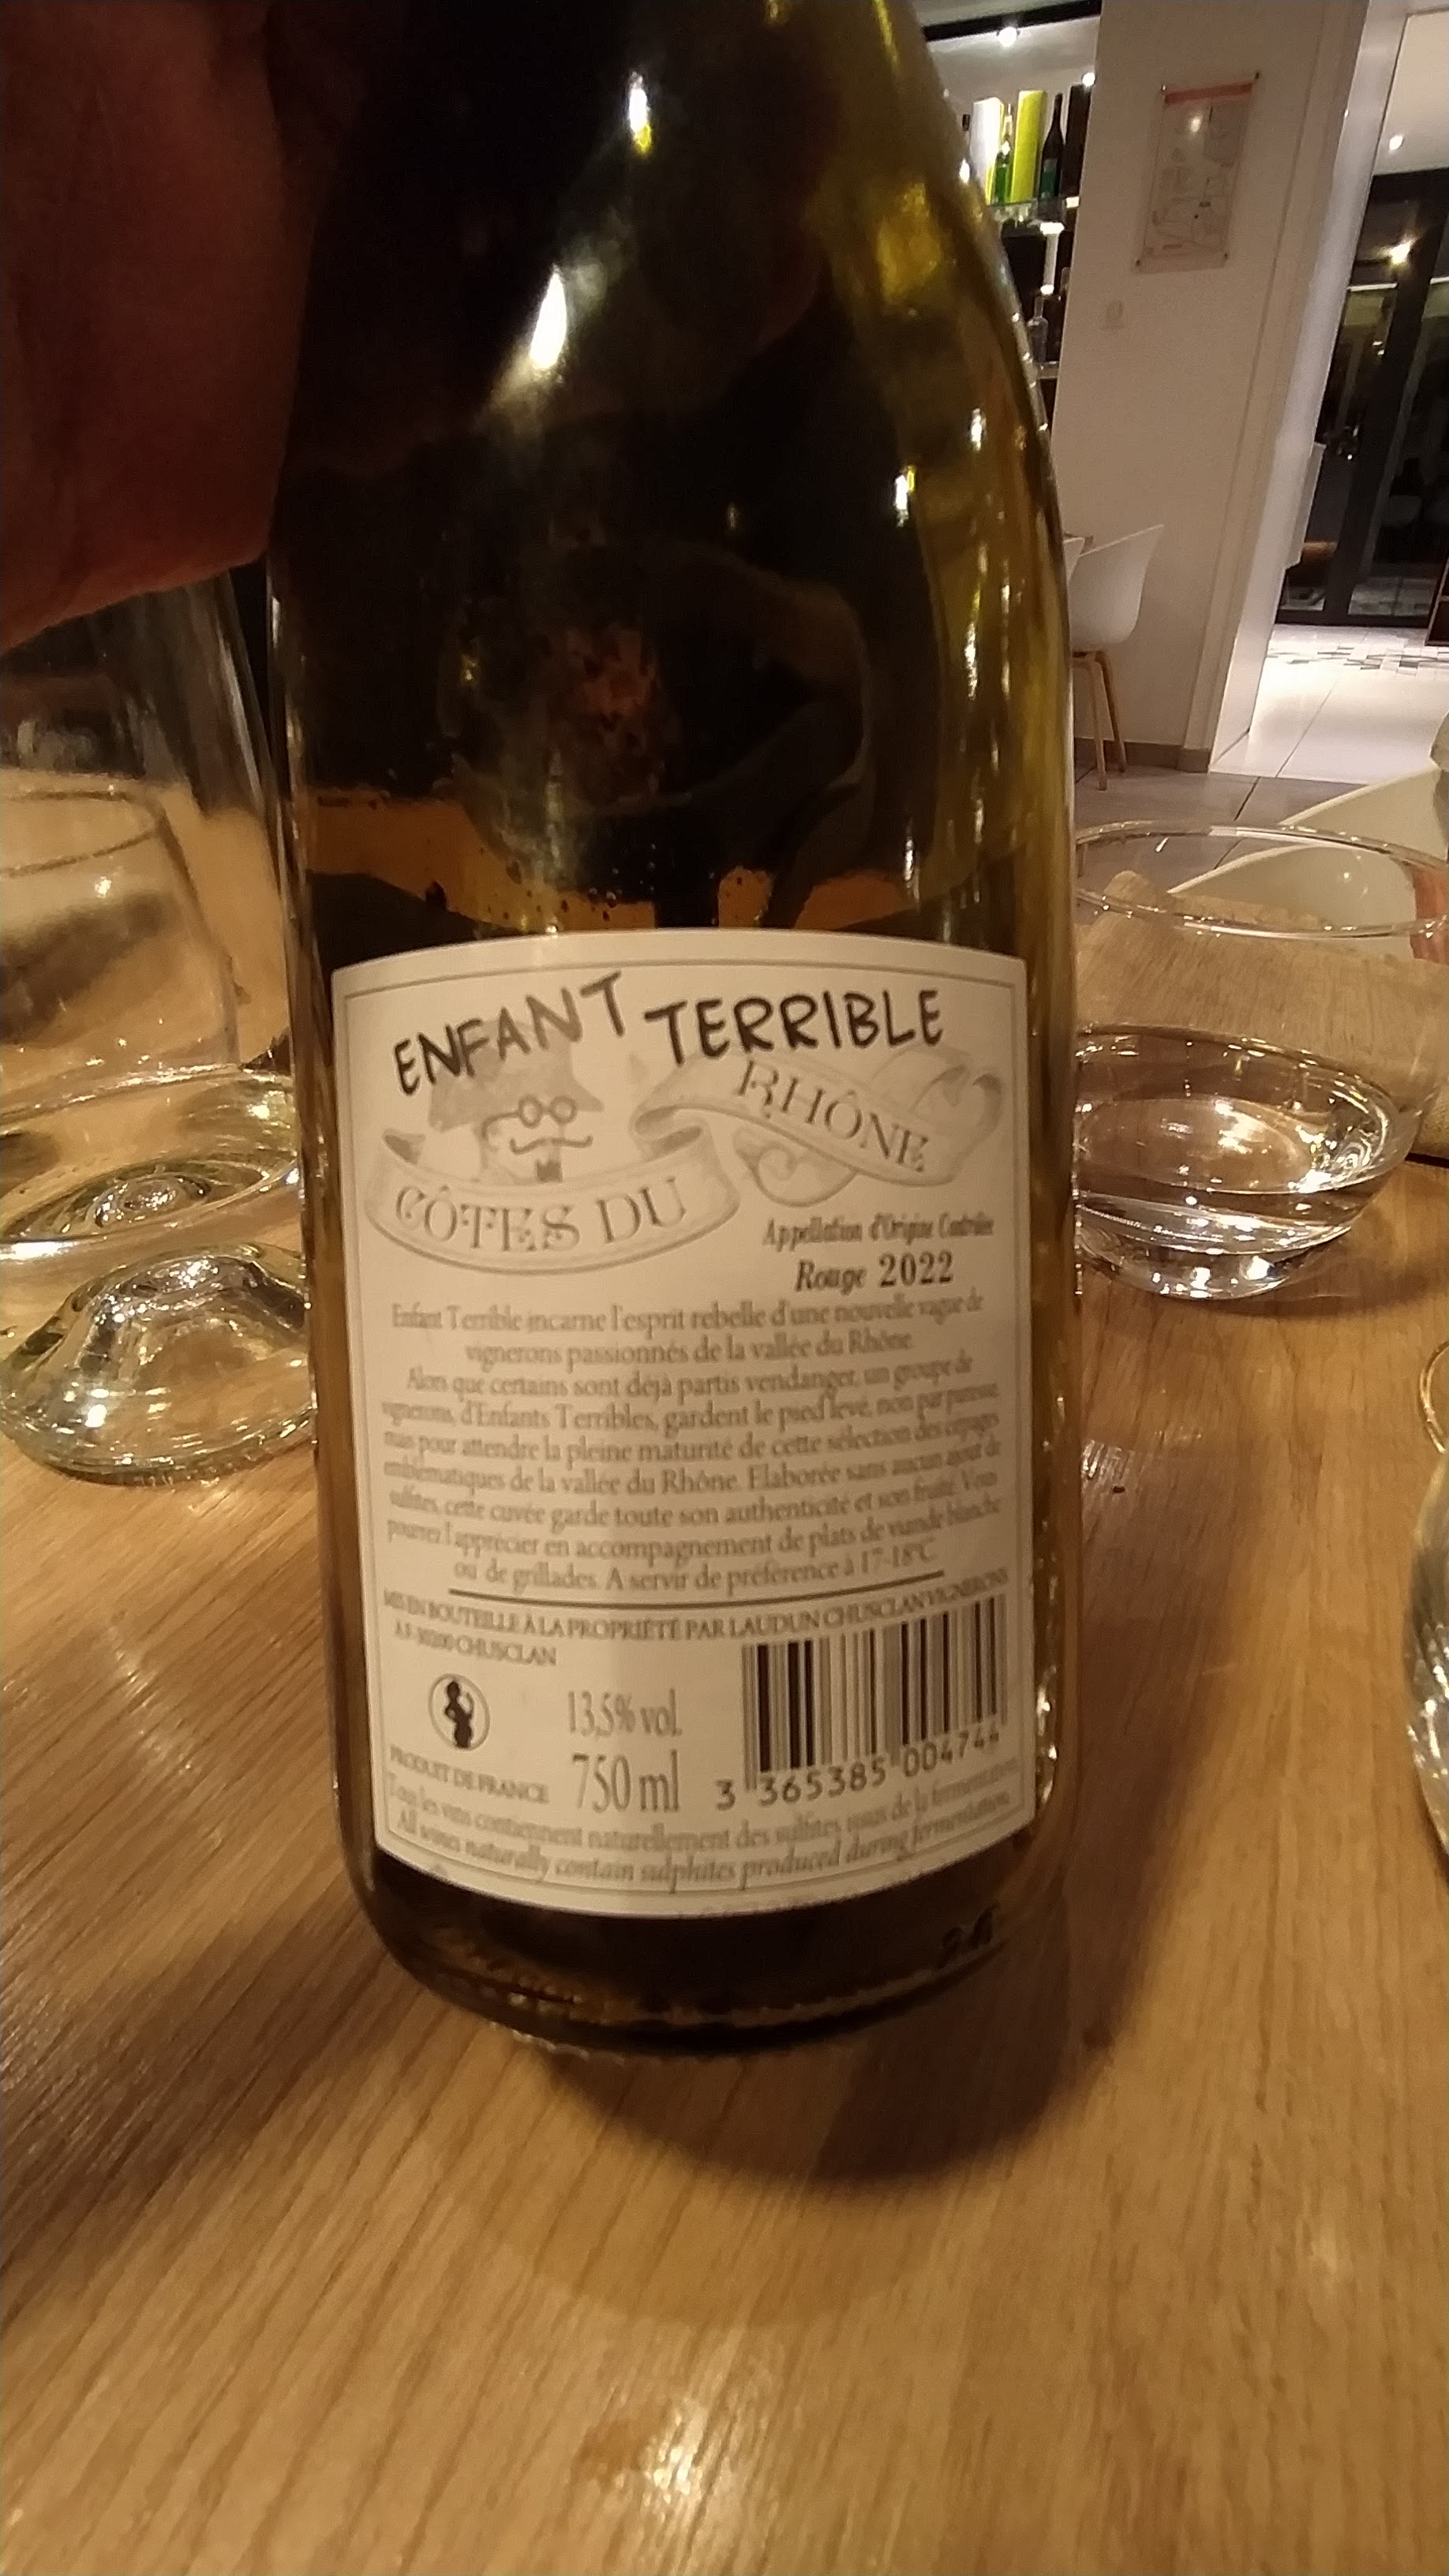 ENFANT TERRIBLE
CÔTES DU RHÔNE
Appellation d'Origine Contrôlée
Rouge 2022
Enfant Terrible incarne l'esprit rebelle d'une nouvelle vague de
vignerons passionnés de la vallée du Rhône.
Alors que certains sont déjà partis vendanger, un groupe de
vignerons, d'Enfants Terribles, gardent le pied levé, non par paresse
mais pour attendre la pleine maturité de cette sélection des cépages
emblématiques de la vallée du Rhône. Elaborée sans aucun ajout de
sulfites, cette cuvée garde toute son authenticité et son fruité. Vous
pourrez l'apprécier en accompagnement de plats de viande blanche
ou de grillades. A servir de préférence à 17-18°C
MIS EN BOUTEILLE À LA PROPRIÉTÉ PAR LAUDUN CHUSCLAN VIGNERONS
À F-30200 CHUSCLAN
13,5% vol.
750 ml
PRODUIT DE FRANCE
3 365385 004744
Tous les vins contiennent naturellement des sulfites issus de la fermentation.
All wines naturally contain sulphites produced during fermentation.